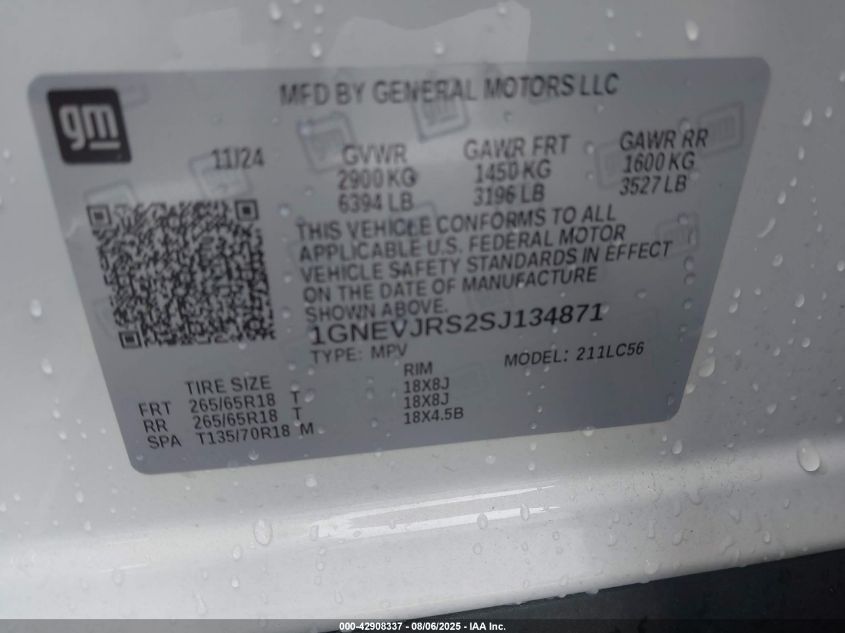 gm
MFD BY GENERAL MOTORS LLC
11/24
GVWR
2900 KG
6394 LB
GAWR FRT
1450 KG
3196 LB
GAWR RR
1600 KG
3527 LB
THIS VEHICLE CONFORMS TO ALL
APPLICABLE U.S. FEDERAL MOTOR
VEHICLE SAFETY STANDARDS IN EFFECT
ON THE DATE OF MANUFACTURE
SHOWN ABOVE.
1GNEVJRS2SJ134871
TYPE: MPV
MODEL: 211LC56
TIRE SIZE RIM
FRT 265/65R18 T 18X8J
RR 265/65R18 T 18X8J
SPA T135/70R18 M 18X4.5B
000-42908337 - 08/06/2025 - IAA Inc.